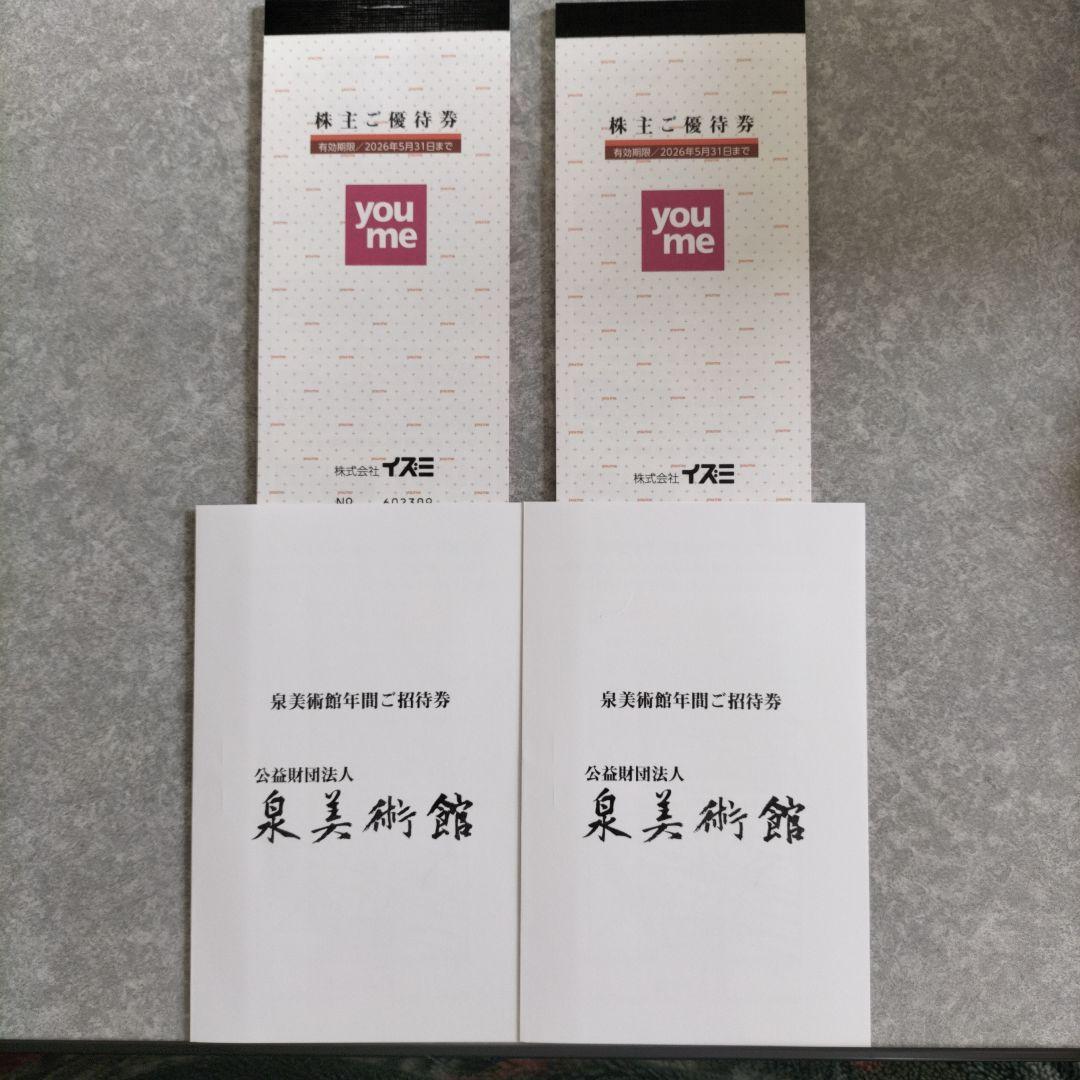 株主ご優待券
有効期限/2026年5月31日まで
you
me
株式会社 イズミ
No
株主ご優待券
有効期限/2026年5月31日まで
you
me
株式会社 イズミ
泉美術館年間ご招待券
公益財団法人
泉美術館
泉美術館年間ご招待券
公益財団法人
泉美術館